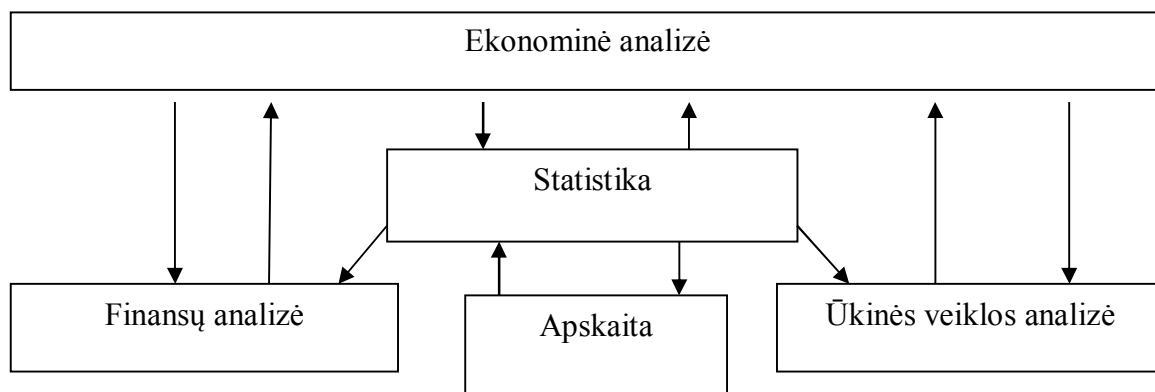 Ekonominė analizė
Statistika
Finansų analizė
Apskaita
Ūkinės veiklos analizė